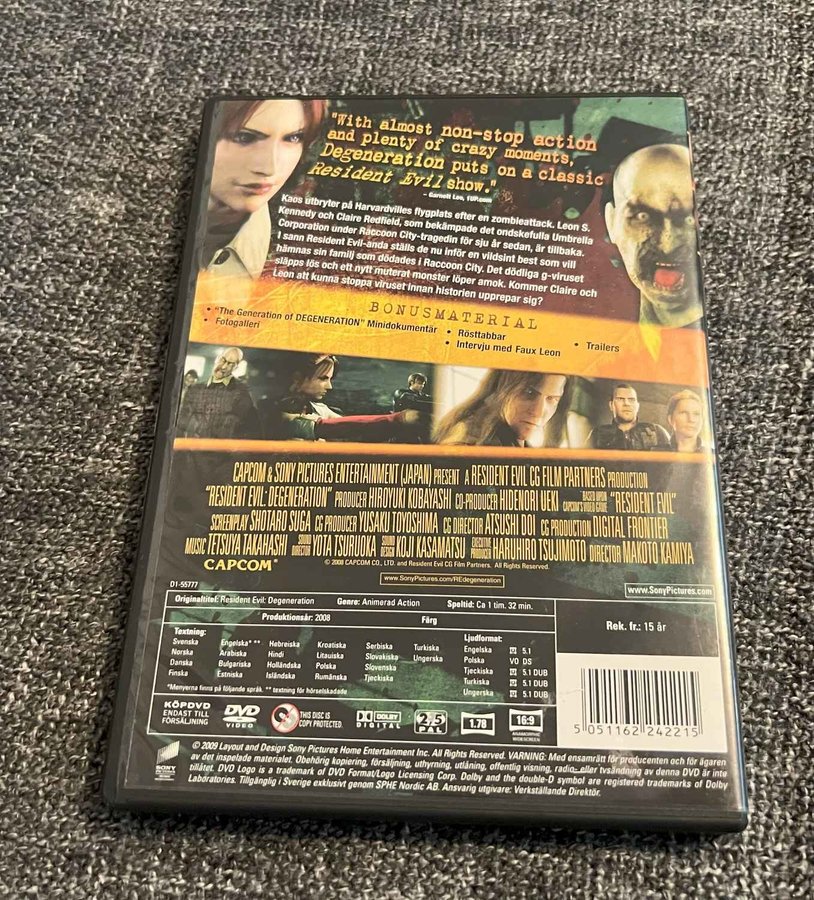 "With almost non-stop action
and plenty of crazy moments,
Degeneration puts on a classic
Resident Evil show."
– Garnett Lee, 1UP.com
Kaos utbryter på Harvardvilles flygplats efter en zombieattack. Leon S.
Kennedy och Claire Redfield, som bekämpade det ondskefulla Umbrella
Corporation under Raccoon City-tragedin för sju år sedan, är tillbaka.
I sann Resident Evil-anda ställs de nu inför en vildsint best som vill
hämnas sin familj som dödades i Raccoon City. Det dödliga g-viruset
släpps lös och ett nytt muterat monster löper amok. Kommer Claire och
Leon att kunna stoppa viruset innan historien upprepar sig?
BONUSMATERIAL
• "The Generation of DEGENERATION" Minidokumentär
• Fotogalleri
• Rösttabbar
• Intervju med Faux Leon
• Trailers
CAPCOM & SONY PICTURES ENTERTAINMENT (JAPAN) PRESENT A RESIDENT EVIL CG FILM PARTNERS PRODUCTION
"RESIDENT EVIL: DEGENERATION" PRODUCER HIROYUKI KOBAYASHI CO-PRODUCER HIDENORI UEKI BASED UPON CAPCOM'S VIDEO GAME "RESIDENT EVIL"
SCREENPLAY SHOTARO SUGA CG PRODUCER YUSAKU TOYOSHIMA CG DIRECTOR ATSUSHI DOI CG PRODUCTION DIGITAL FRONTIER
MUSIC TETSUYA TAKAHASHI SOUND DIRECTOR YOTA TSURUOKA SOUND DESIGN KOJI KASAMATSU EXECUTIVE PRODUCER HARUHIRO TSUJIMOTO DIRECTOR MAKOTO KAMIYA
CAPCOM
© 2008 CAPCOM CO., LTD. and Resident Evil CG Film Partners. All Rights Reserved.
www.SonyPictures.com/REdegeneration
www.SonyPictures.com
D1-55777
Originaltitel: Resident Evil: Degeneration Genre: Animerad Action Speltid: Ca 1 tim. 32 min.
Produktionsår: 2008 Färg
Rek. fr.: 15 år
Textning: Ljudformat:
Svenska Engelska* ** Hebreiska Kroatiska Serbiska Turkiska Engelska 5.1
Norska Arabiska Hindi Litauiska Slovakiska Ungerska Polska VO DS
Danska Bulgariska Holländska Polska Slovenska Tjeckiska 5.1 DUB
Finska Estniska Isländska Rumänska Tjeckiska Turkiska 5.1 DUB
Ungerska 5.1 DUB
*Menyerna finns på följande språk. ** textning för hörselskadade
KÖPDVD
ENDAST TILL
FÖRSÄLJNING
DVD
VIDEO
THIS DISC IS
COPY PROTECTED.
DOLBY
DIGITAL
2,5
PAL
1.78
16:9
ANAMORPHIC
WIDESCREEN
5 051162 242215
SONY
PICTURES
© 2009 Layout and Design Sony Pictures Home Entertainment Inc. All Rights Reserved. VARNING: Med ensamrätt för producenten och för ägaren
av det inspelade materialet. Obehörig kopiering, försäljning, uthyrning, utlåning, offentlig visning, radio- eller tvsändning av denna DVD är inte
tillåtet. DVD Logo is a trademark of DVD Format/Logo Licensing Corp. Dolby and the double-D symbol are registered trademarks of Dolby
Laboratories. Tillgänglig i Sverige exklusivt genom SPHE Nordic AB. Ansvarig utgivare: Verkställande Direktör.